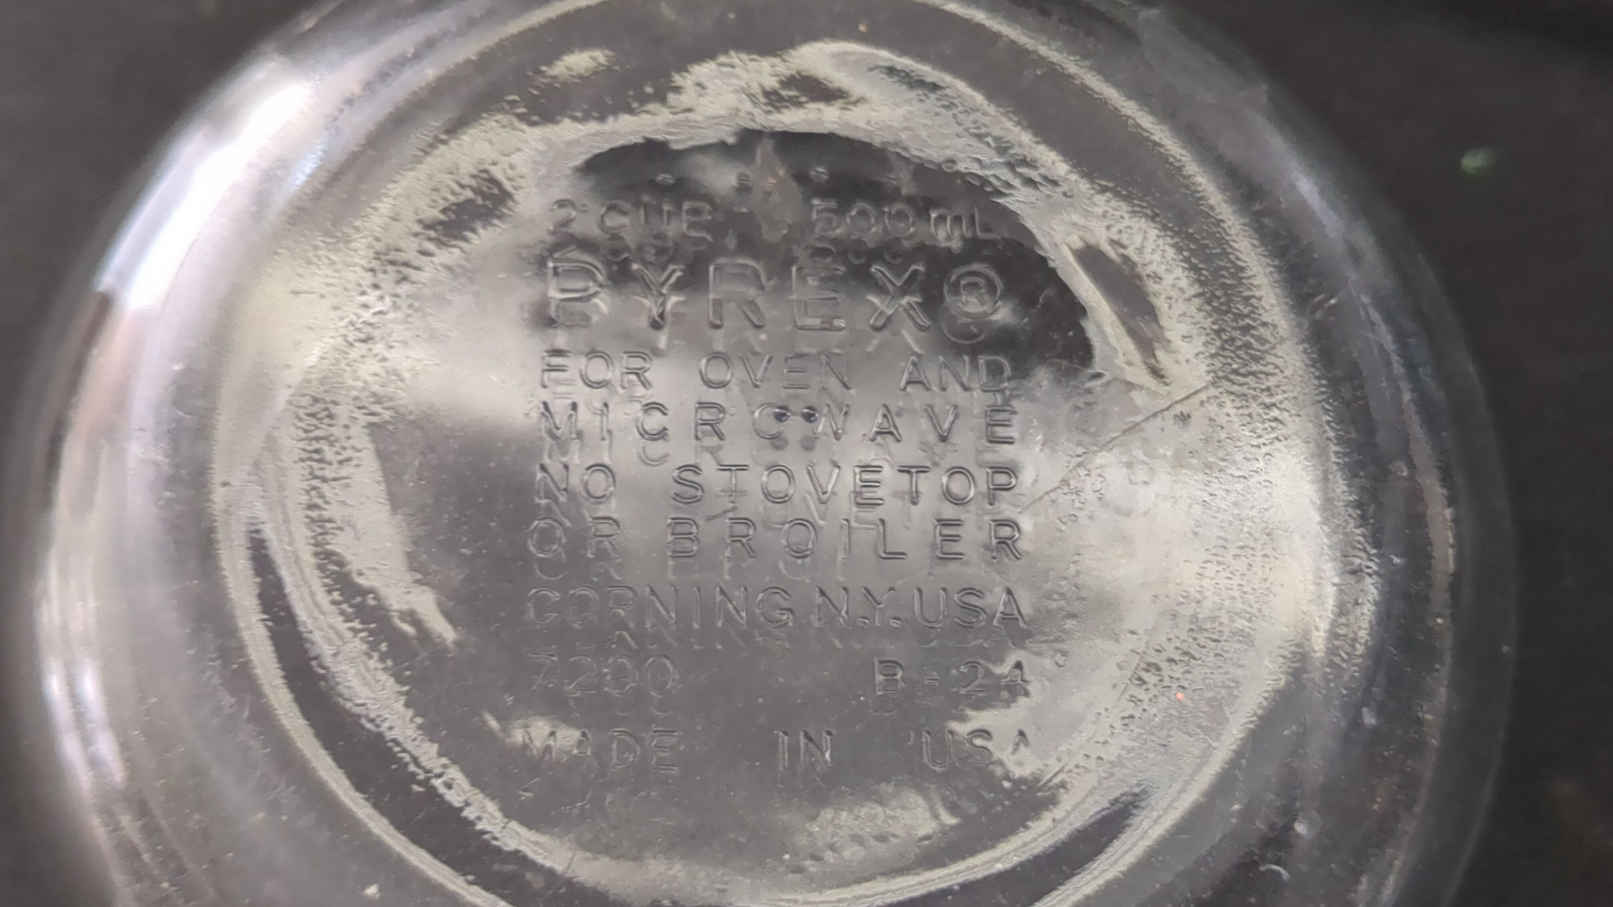 2 CUP 500 mL
PYREX®
FOR OVEN AND
MICROWAVE
NO STOVETOP
OR BROILER
CORNING N.Y. USA
7200 B-24
MADE IN USA